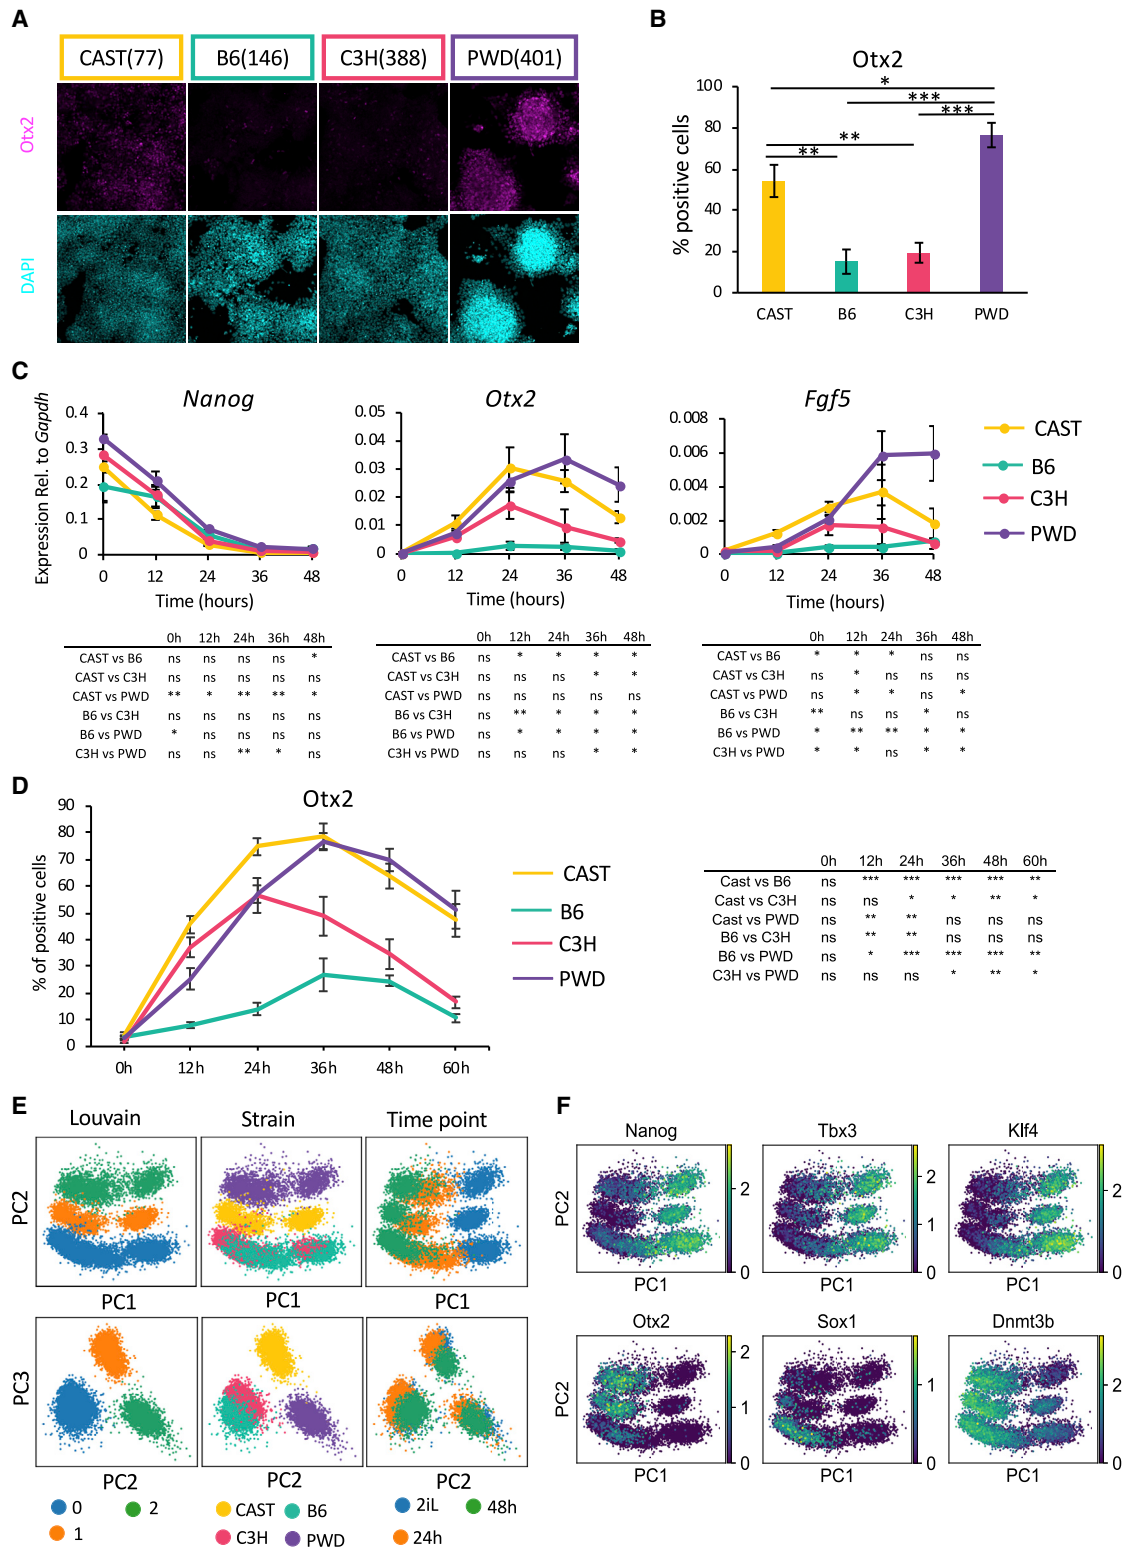 A
CAST(77) B6(146) C3H(388) PWD(401)
Otx2
DAPI
B
Otx2
% positive cells
100
80
60
40
20
0
* *** *** ** **
CAST B6 C3H PWD
C
Nanog
Expression Rel. to Gapdh
0.4
0.3
0.2
0.1
0
0 12 24 36 48
Time (hours)
Otx2
0.05
0.04
0.03
0.02
0.01
0
0 12 24 36 48
Time (hours)
Fgf5
0.008
0.006
0.004
0.002
0
0 12 24 36 48
Time (hours)
CAST
B6
C3H
PWD
0h 12h 24h 36h 48h
CAST vs B6 ns ns ns ns *
CAST vs C3H ns ns ns ns ns
CAST vs PWD ** * ** ** *
B6 vs C3H ns ns ns ns ns
B6 vs PWD * ns ns ns ns
C3H vs PWD ns ns ** * ns
0h 12h 24h 36h 48h
CAST vs B6 ns * * * *
CAST vs C3H ns ns ns * *
CAST vs PWD ns ns ns ns ns
B6 vs C3H ns ** * * *
B6 vs PWD ns * * * *
C3H vs PWD ns ns ns * *
0h 12h 24h 36h 48h
CAST vs B6 * * * ns ns
CAST vs C3H ns * ns ns ns
CAST vs PWD ns * * ns *
B6 vs C3H ** ns ns * ns
B6 vs PWD * ** ** * *
C3H vs PWD * * ns * *
D
Otx2
% of positive cells
90
80
70
60
50
40
30
20
10
0
0h 12h 24h 36h 48h 60h
CAST
B6
C3H
PWD
0h 12h 24h 36h 48h 60h
Cast vs B6 ns *** *** *** *** **
Cast vs C3H ns ns * * ** *
Cast vs PWD ns ** ** ns ns ns
B6 vs C3H ns ** ** ns ns ns
B6 vs PWD ns * *** *** *** **
C3H vs PWD ns ns ns * ** *
E
Louvain Strain Time point
PC2
PC1 PC1 PC1
PC3
PC2 PC2 PC2
0 2
1
CAST B6
C3H PWD
2iL 48h
24h
F
Nanog Tbx3 Klf4
PC2
2
0
2
1
0
2
0
PC1 PC1 PC1
Otx2 Sox1 Dnmt3b
PC2
2
1
0
1
0
2
0
PC1 PC1 PC1